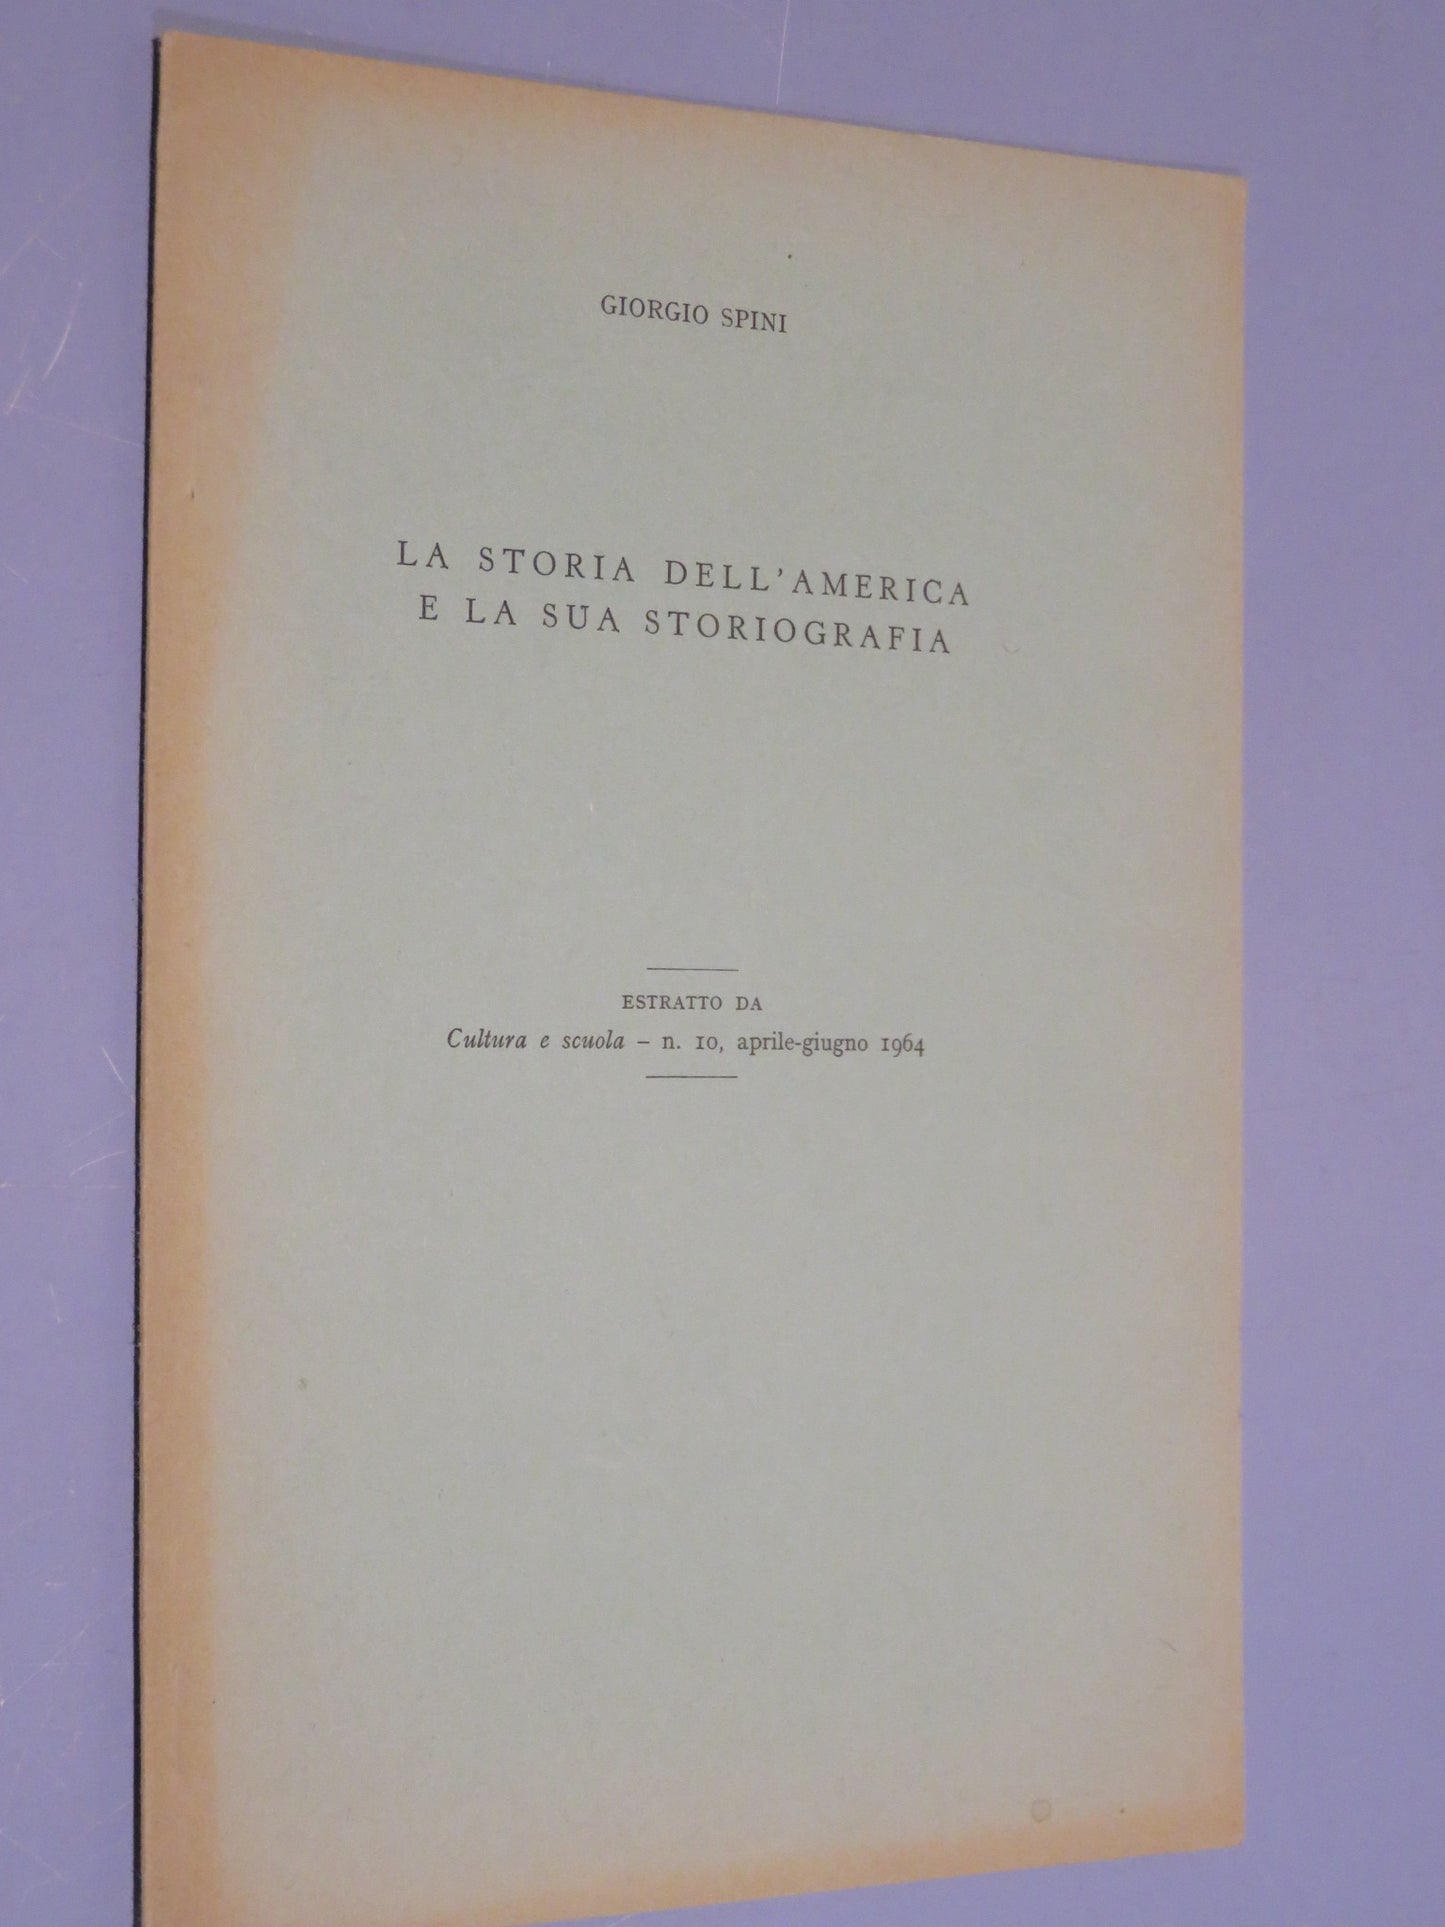 GIORGIO SPINI
LA STORIA DELL'AMERICA
E LA SUA STORIOGRAFIA
ESTRATTO DA
Cultura e scuola – n. 10, aprile-giugno 1964